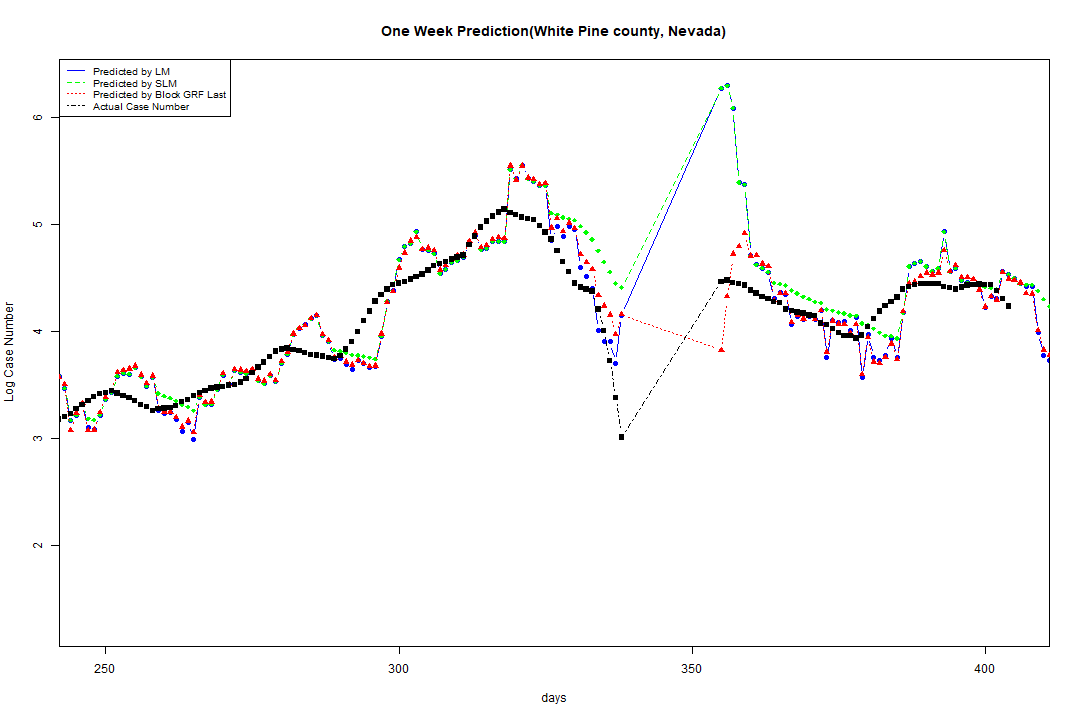 One Week Prediction(White Pine county, Nevada)
Predicted by LM
Predicted by SLM
Predicted by Block GRF Last
Actual Case Number
6
5
4
3
2
Log Case Number
250 300 350 400
days